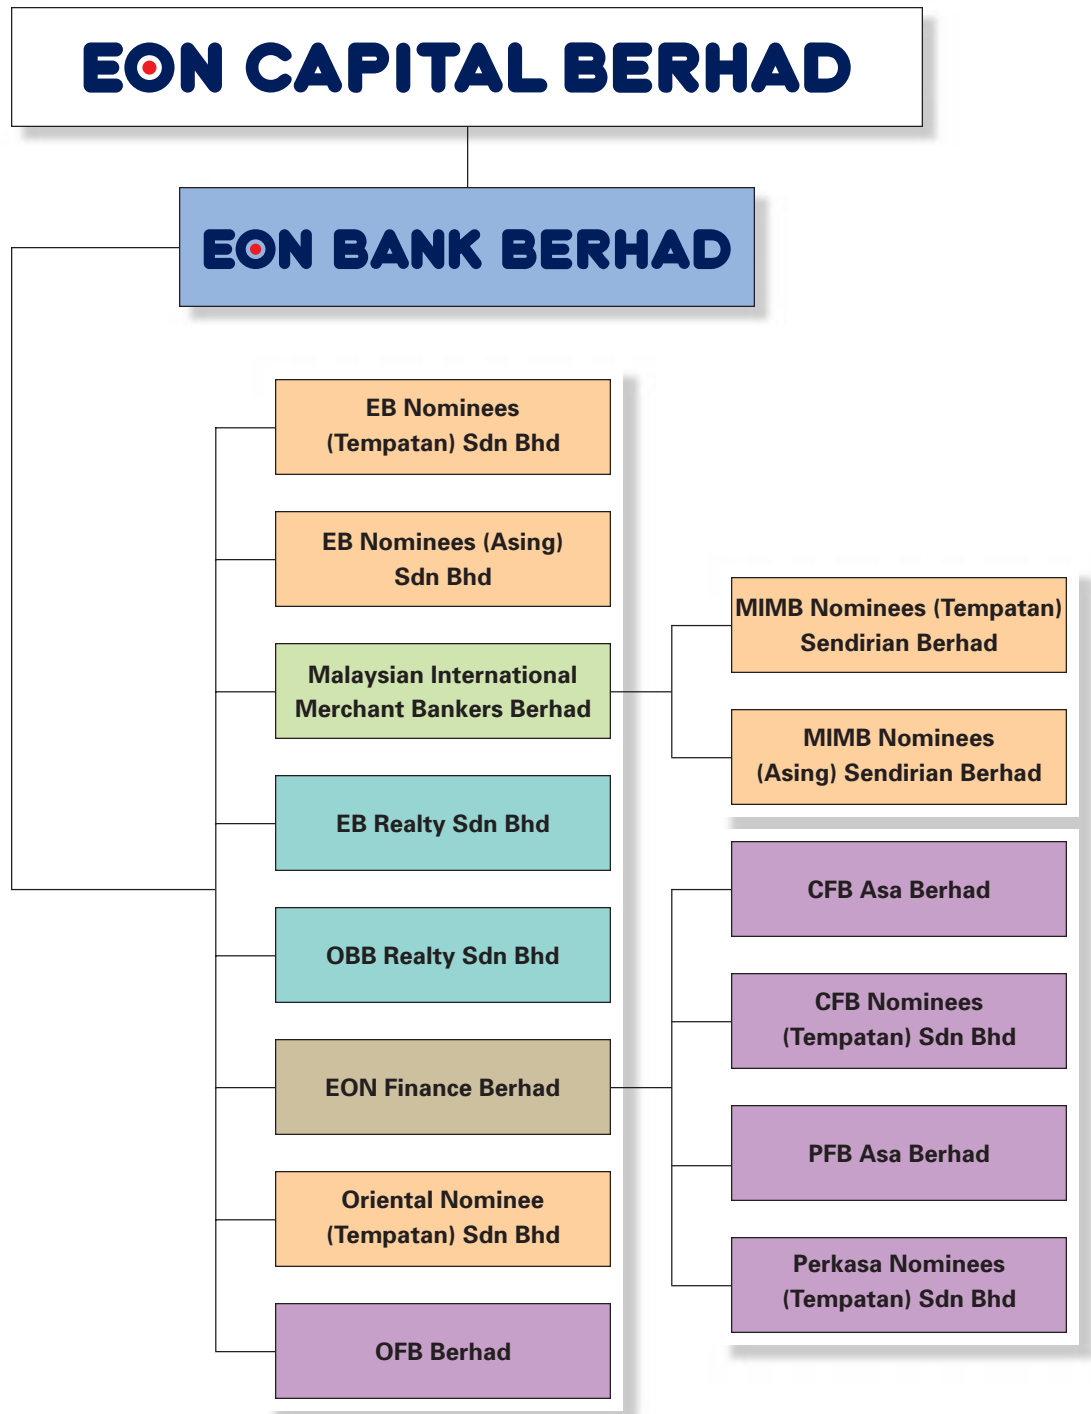 EON CAPITAL BERHAD
EON BANK BERHAD
EB Nominees
(Tempatan) Sdn Bhd
EB Nominees (Asing)
Sdn Bhd
Malaysian International
Merchant Bankers Berhad
EB Realty Sdn Bhd
OBB Realty Sdn Bhd
EON Finance Berhad
Oriental Nominee
(Tempatan) Sdn Bhd
OFB Berhad
MIMB Nominees (Tempatan)
Sendirian Berhad
MIMB Nominees
(Asing) Sendirian Berhad
CFB Asa Berhad
CFB Nominees
(Tempatan) Sdn Bhd
PFB Asa Berhad
Perkasa Nominees
(Tempatan) Sdn Bhd